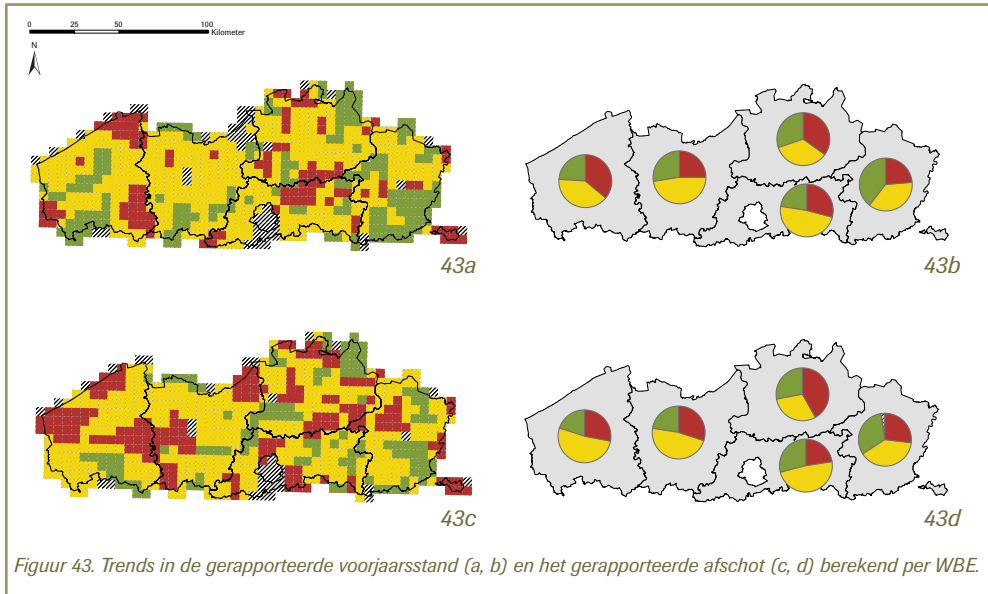 0 25 50 100
Kilometer
N
43a
43b
43c
43d
Figuur 43. Trends in de gerapporteerde voorjaarsstand (a, b) en het gerapporteerde afschot (c, d) berekend per WBE.